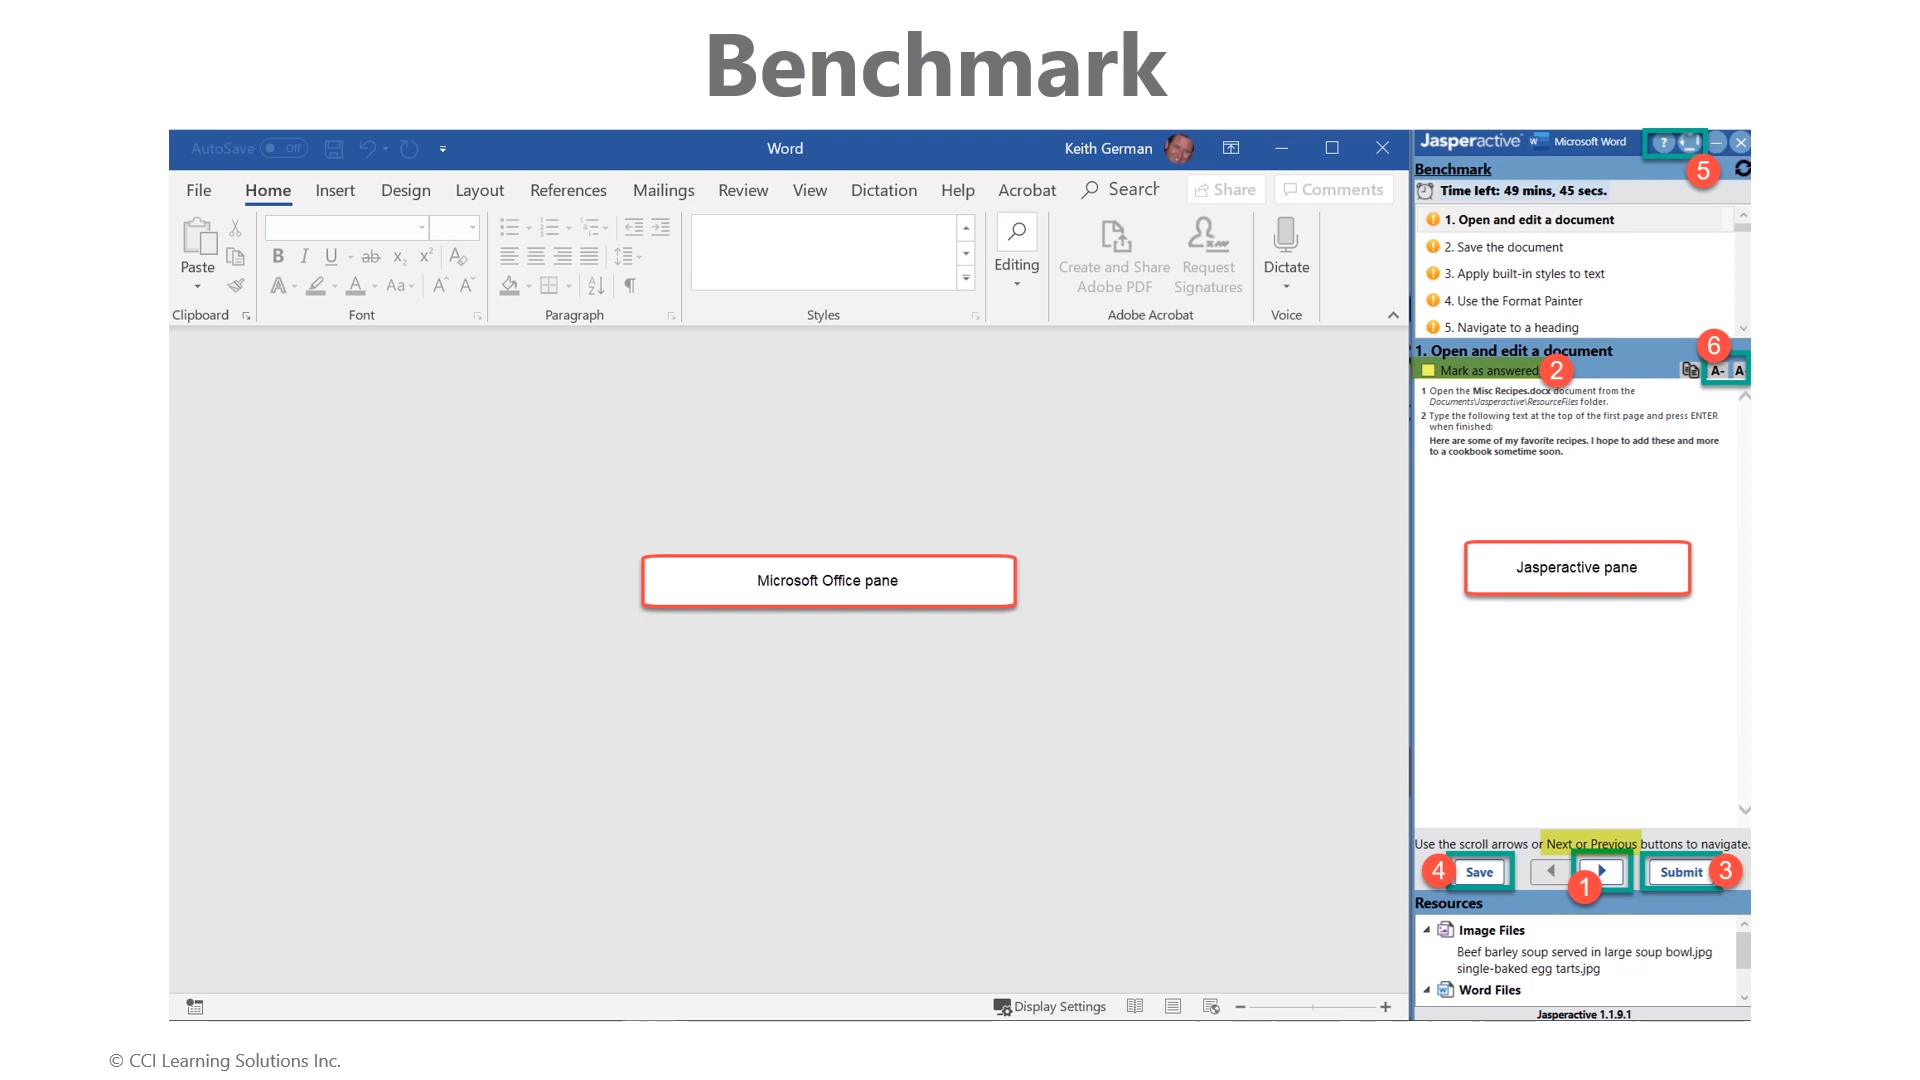 Benchmark
AutoSave Off
Word
Keith German
File Home Insert Design Layout References Mailings Review View Dictation Help Acrobat Search Share Comments
Paste
Clipboard
B I U ab x₂ x² A
A A Aa A A
Font
Paragraph
Styles
Editing
Create and Share
Adobe PDF
Request
Signatures
Adobe Acrobat
Dictate
Voice
Microsoft Office pane
Display Settings
Jasperactive Microsoft Word ?
5
Benchmark
Time left: 49 mins, 45 secs.
1. Open and edit a document
2. Save the document
3. Apply built-in styles to text
4. Use the Format Painter
5. Navigate to a heading
6
1. Open and edit a document
Mark as answered 2 A- A
1 Open the Misc Recipes.docx document from the
Documents\Jasperactive\ResourceFiles folder.
2 Type the following text at the top of the first page and press ENTER
when finished:
Here are some of my favorite recipes. I hope to add these and more
to a cookbook sometime soon.
Jasperactive pane
Use the scroll arrows or Next or Previous buttons to navigate.
4 Save 1 Submit 3
Resources
Image Files
Beef barley soup served in large soup bowl.jpg
single-baked egg tarts.jpg
Word Files
Jasperactive 1.1.9.1
© CCI Learning Solutions Inc.